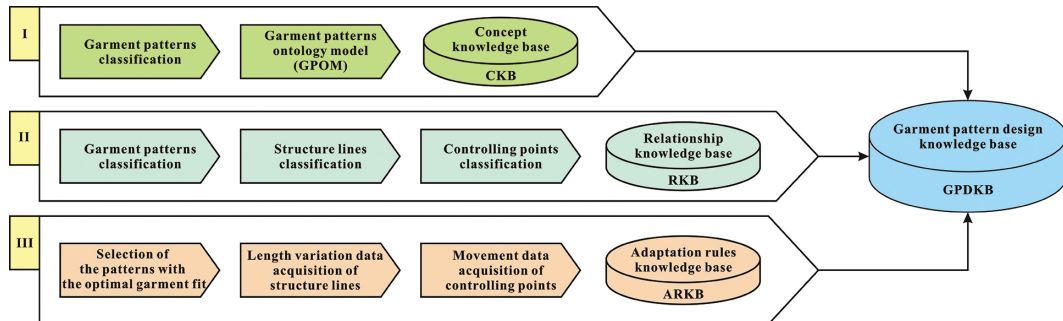 I
Garment patterns
classification
Garment patterns
ontology model
(GPOM)
Concept
knowledge base
CKB
II
Garment patterns
classification
Structure lines
classification
Controlling points
classification
Relationship
knowledge base
RKB
Garment pattern design
knowledge base
GPDKB
III
Selection of
the patterns with
the optimal garment fit
Length variation data
acquisition of
structure lines
Movement data
acquisition of
controlling points
Adaptation rules
knowledge base
ARKB